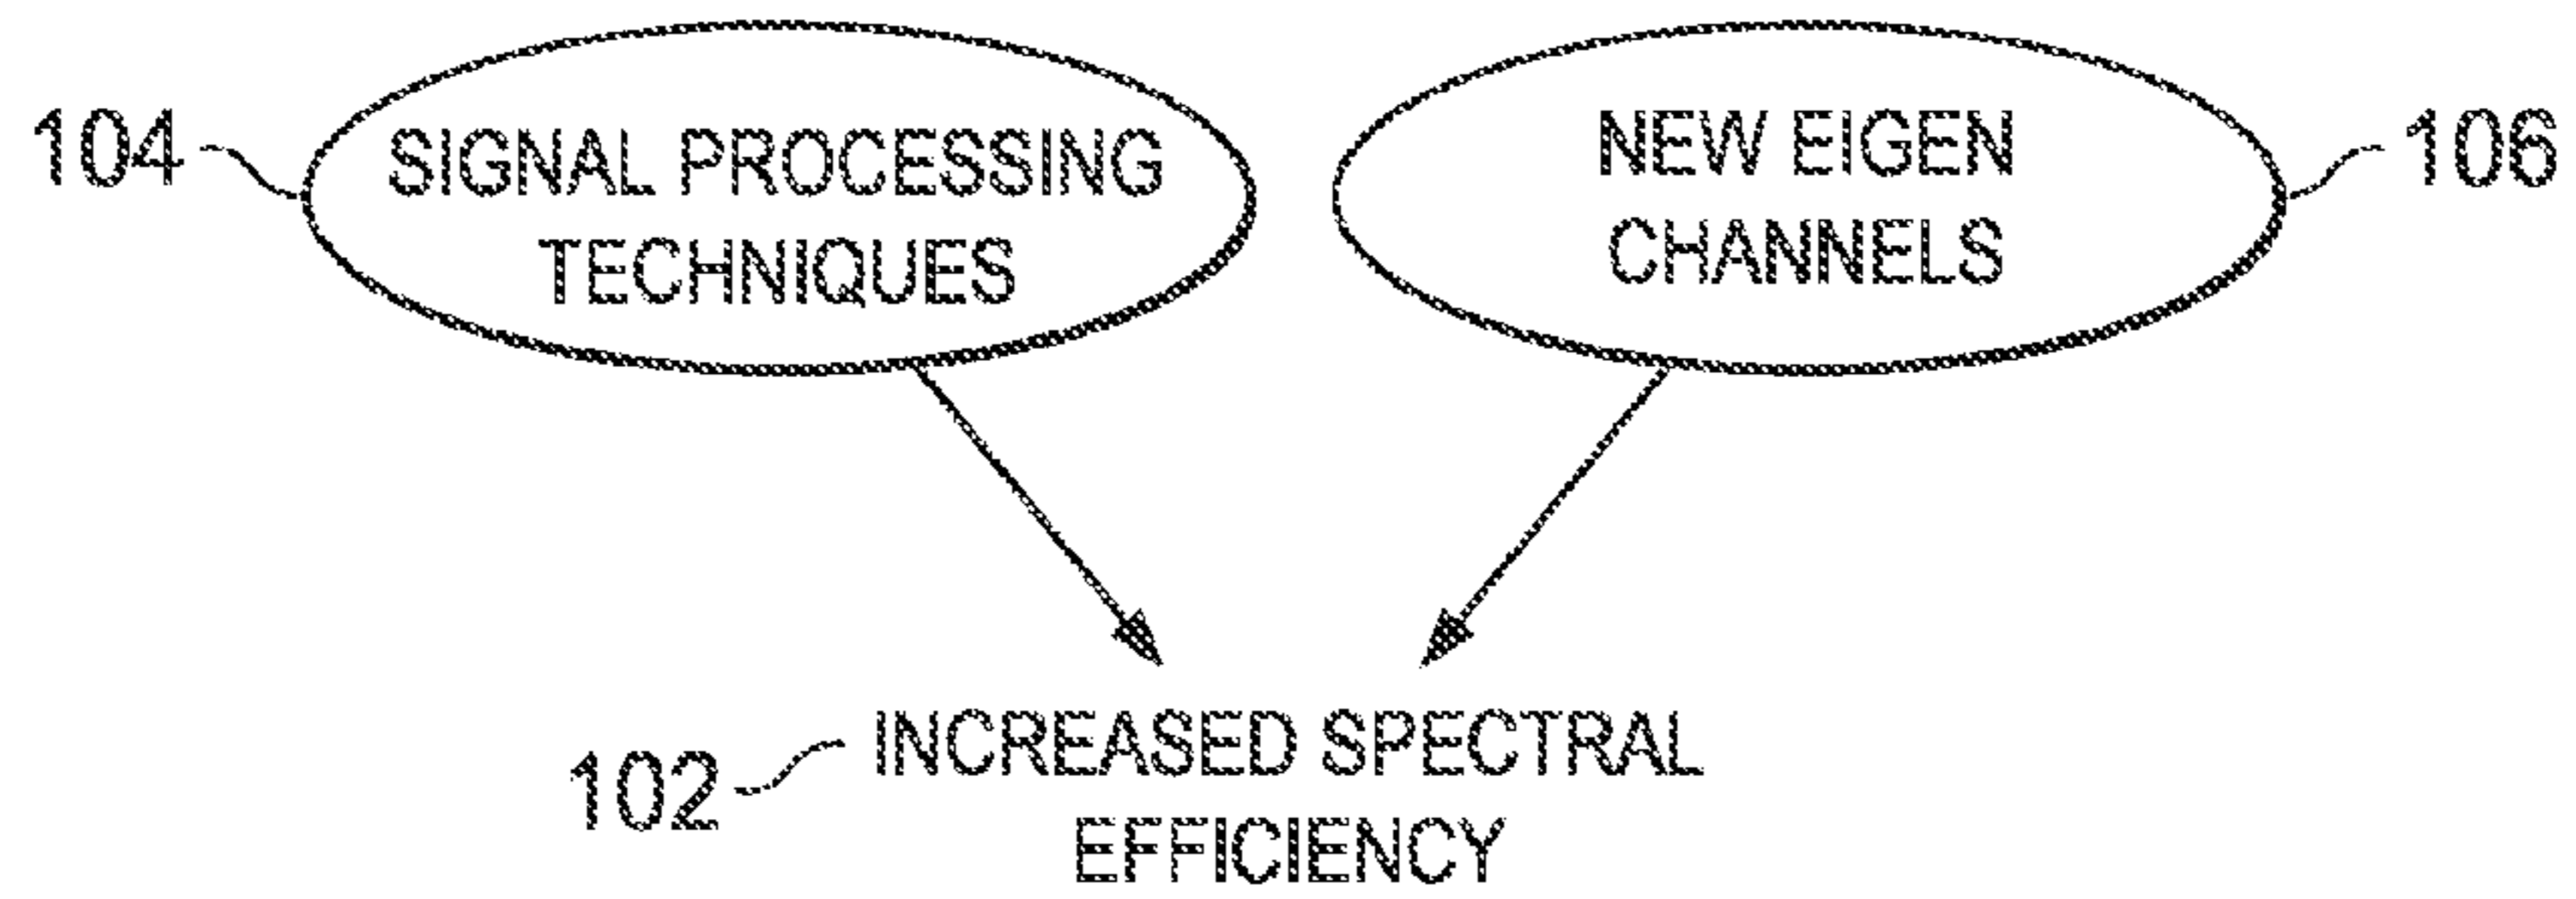 104
SIGNAL PROCESSING
TECHNIQUES
NEW EIGEN
CHANNELS
106
102
INCREASED SPECTRAL
EFFICIENCY